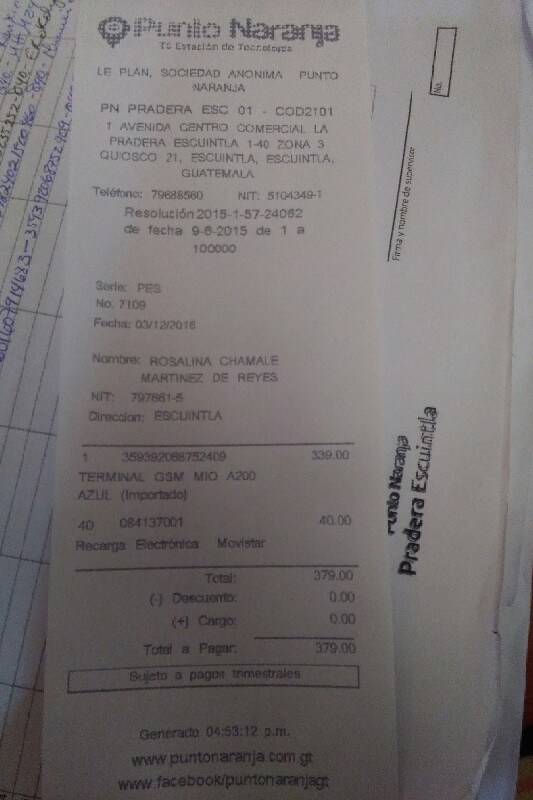 Punto Naranja
Tu Estación de Tecnología
LE PLAN, SOCIEDAD ANONIMA PUNTO
NARANJA
PN PRADERA ESC 01 - COD2101
1 AVENIDA CENTRO COMERCIAL LA
PRADERA ESCUINTLA 1-40 ZONA 3
QUIOSCO 21, ESCUINTLA, ESCUINTLA,
GUATEMALA
Teléfono: 79688560 NIT: 5104349-1
Resolución 2015-1-57-24062
de fecha 9-6-2015 de 1 a
100000
Serie: PES
No. 7109
Fecha: 03/12/2016
Nombre: ROSALINA CHAMALE
MARTINEZ DE REYES
NIT: 797861-5
Direccion: ESCUINTLA
1 359392068752409 339.00
TERMINAL GSM MIO A200
AZUL (Importado)
40 084137001 40.00
Recarga Electrónica Movistar
Total: 379.00
(-) Descuento: 0.00
(+) Cargo: 0.00
Total a Pagar: 379.00
Sujeto a pagos trimestrales
Generado 04:53:12 p.m.
www.puntonaranja.com.gt
www.facebook/puntonaranjagt
No.
Firma y nombre de supervisor
Punto Naranja
Pradera Escuintla